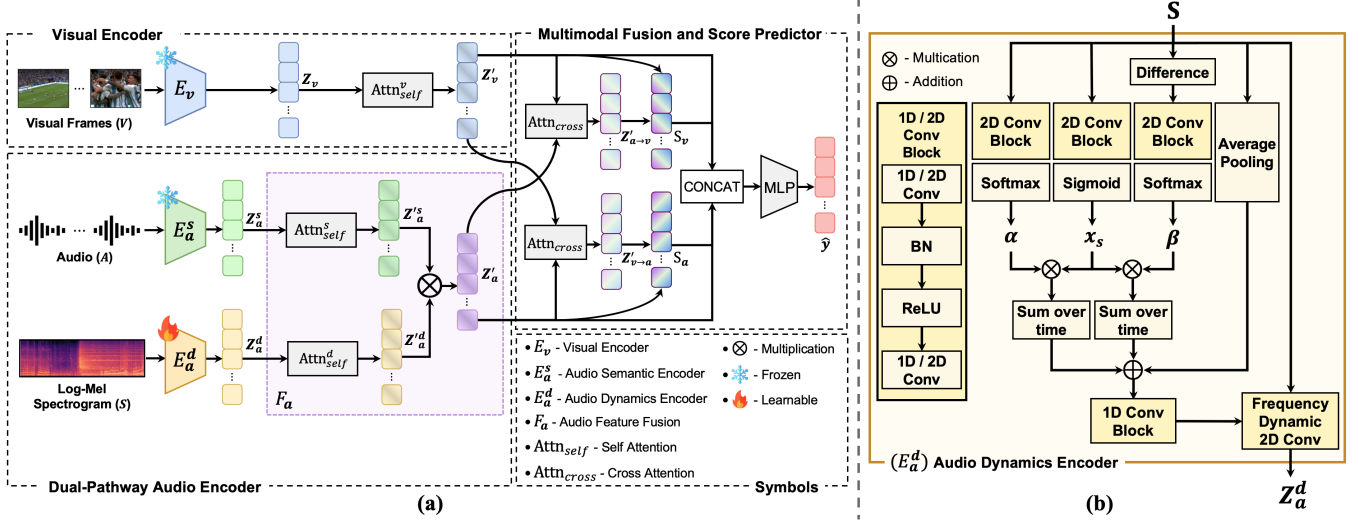 Visual Encoder
E_v
Z_v
Attn^v_self
Z'_v
Visual Frames (V)
Multimodal Fusion and Score Predictor
Attn_cross
Z'_{a→v}
S_v
Attn_cross
Z'_{v→a}
S_a
CONCAT
MLP
ŷ
E^s_a
Z^s_a
Attn^s_self
Z'^s_a
Audio (A)
Z'_a
E^d_a
Z^d_a
Attn^d_self
Z'^d_a
Log-Mel
Spectrogram (S)
F_a
Dual-Pathway Audio Encoder
(a)
• E_v - Visual Encoder
• E^s_a - Audio Semantic Encoder
• E^d_a - Audio Dynamics Encoder
• F_a - Audio Feature Fusion
• Attn_self - Self Attention
• Attn_cross - Cross Attention
• ⊗ - Multiplication
• - Frozen
• - Learnable
Symbols
S
⊗ - Multication
⊕ - Addition
1D / 2D
Conv
Block
1D / 2D
Conv
BN
ReLU
1D / 2D
Conv
Difference
2D Conv
Block
2D Conv
Block
2D Conv
Block
Average
Pooling
Softmax
Sigmoid
Softmax
α
x_s
β
Sum over
time
Sum over
time
1D Conv
Block
Frequency
Dynamic
2D Conv
(E^d_a) Audio Dynamics Encoder
Z^d_a
(b)